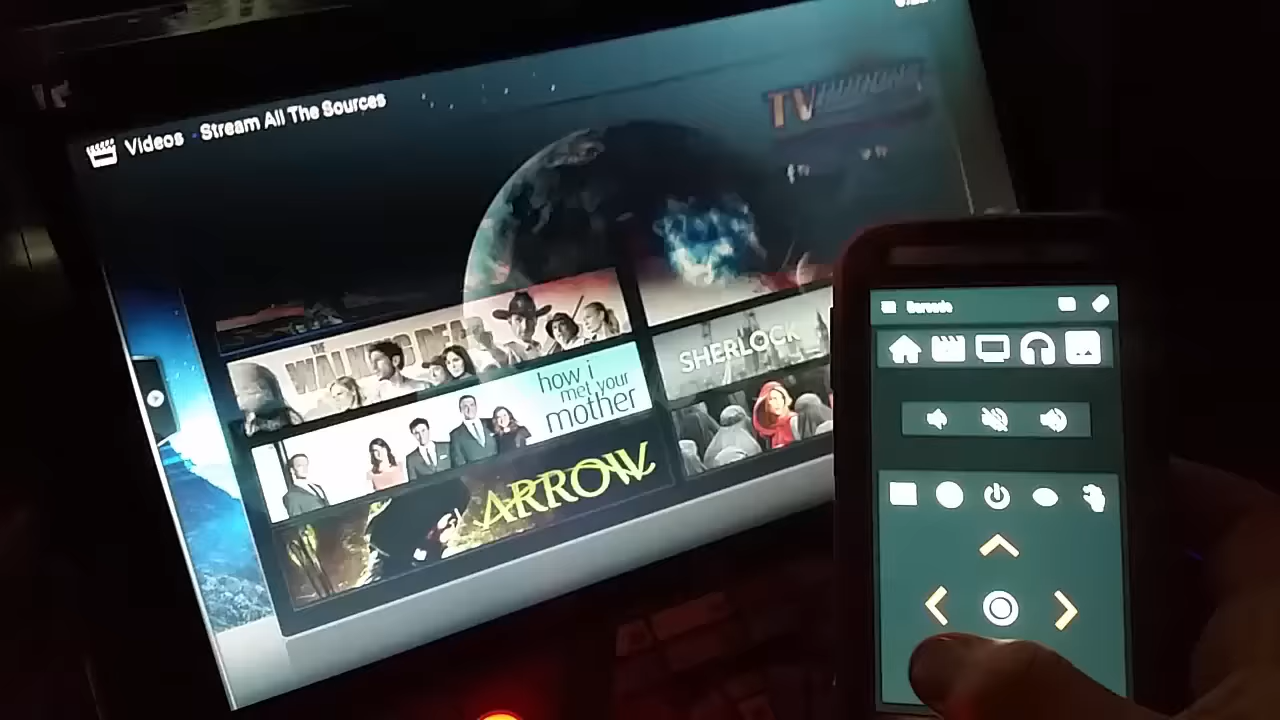 Videos · Stream All The Sources
TV
THE
WALKING DEAD
how i
met your
mother
ARROW
SHERLOCK